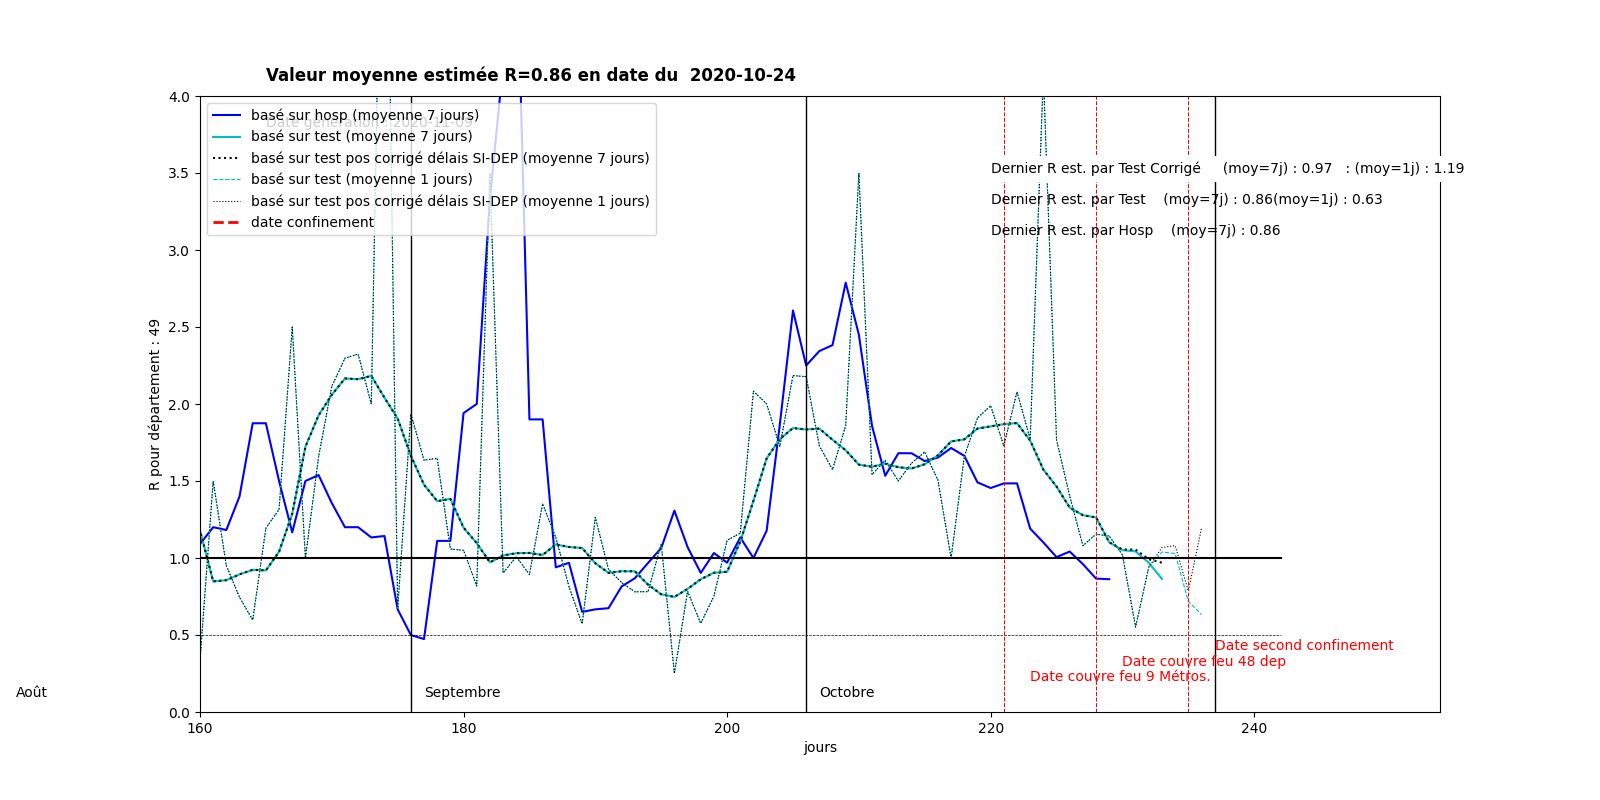 Valeur moyenne estimée R=0.86 en date du  2020-10-24
4.0
3.5
3.0
2.5
2.0
1.5
1.0
0.5
0.0
R pour département : 49
basé sur hosp (moyenne 7 jours)
basé sur test (moyenne 7 jours)
basé sur test pos corrigé délais SI-DEP (moyenne 7 jours)
basé sur test (moyenne 1 jours)
basé sur test pos corrigé délais SI-DEP (moyenne 1 jours)
date confinement
Dernier R est. par Test Corrigé     (moy=7j) : 0.97   : (moy=1j) : 1.19
Dernier R est. par Test    (moy=7j) : 0.86(moy=1j) : 0.63
Dernier R est. par Hosp    (moy=7j) : 0.86
Date second confinement
Date couvre feu 48 dep
Date couvre feu 9 Métros.
Août
Septembre
Octobre
160
180
200
220
240
jours